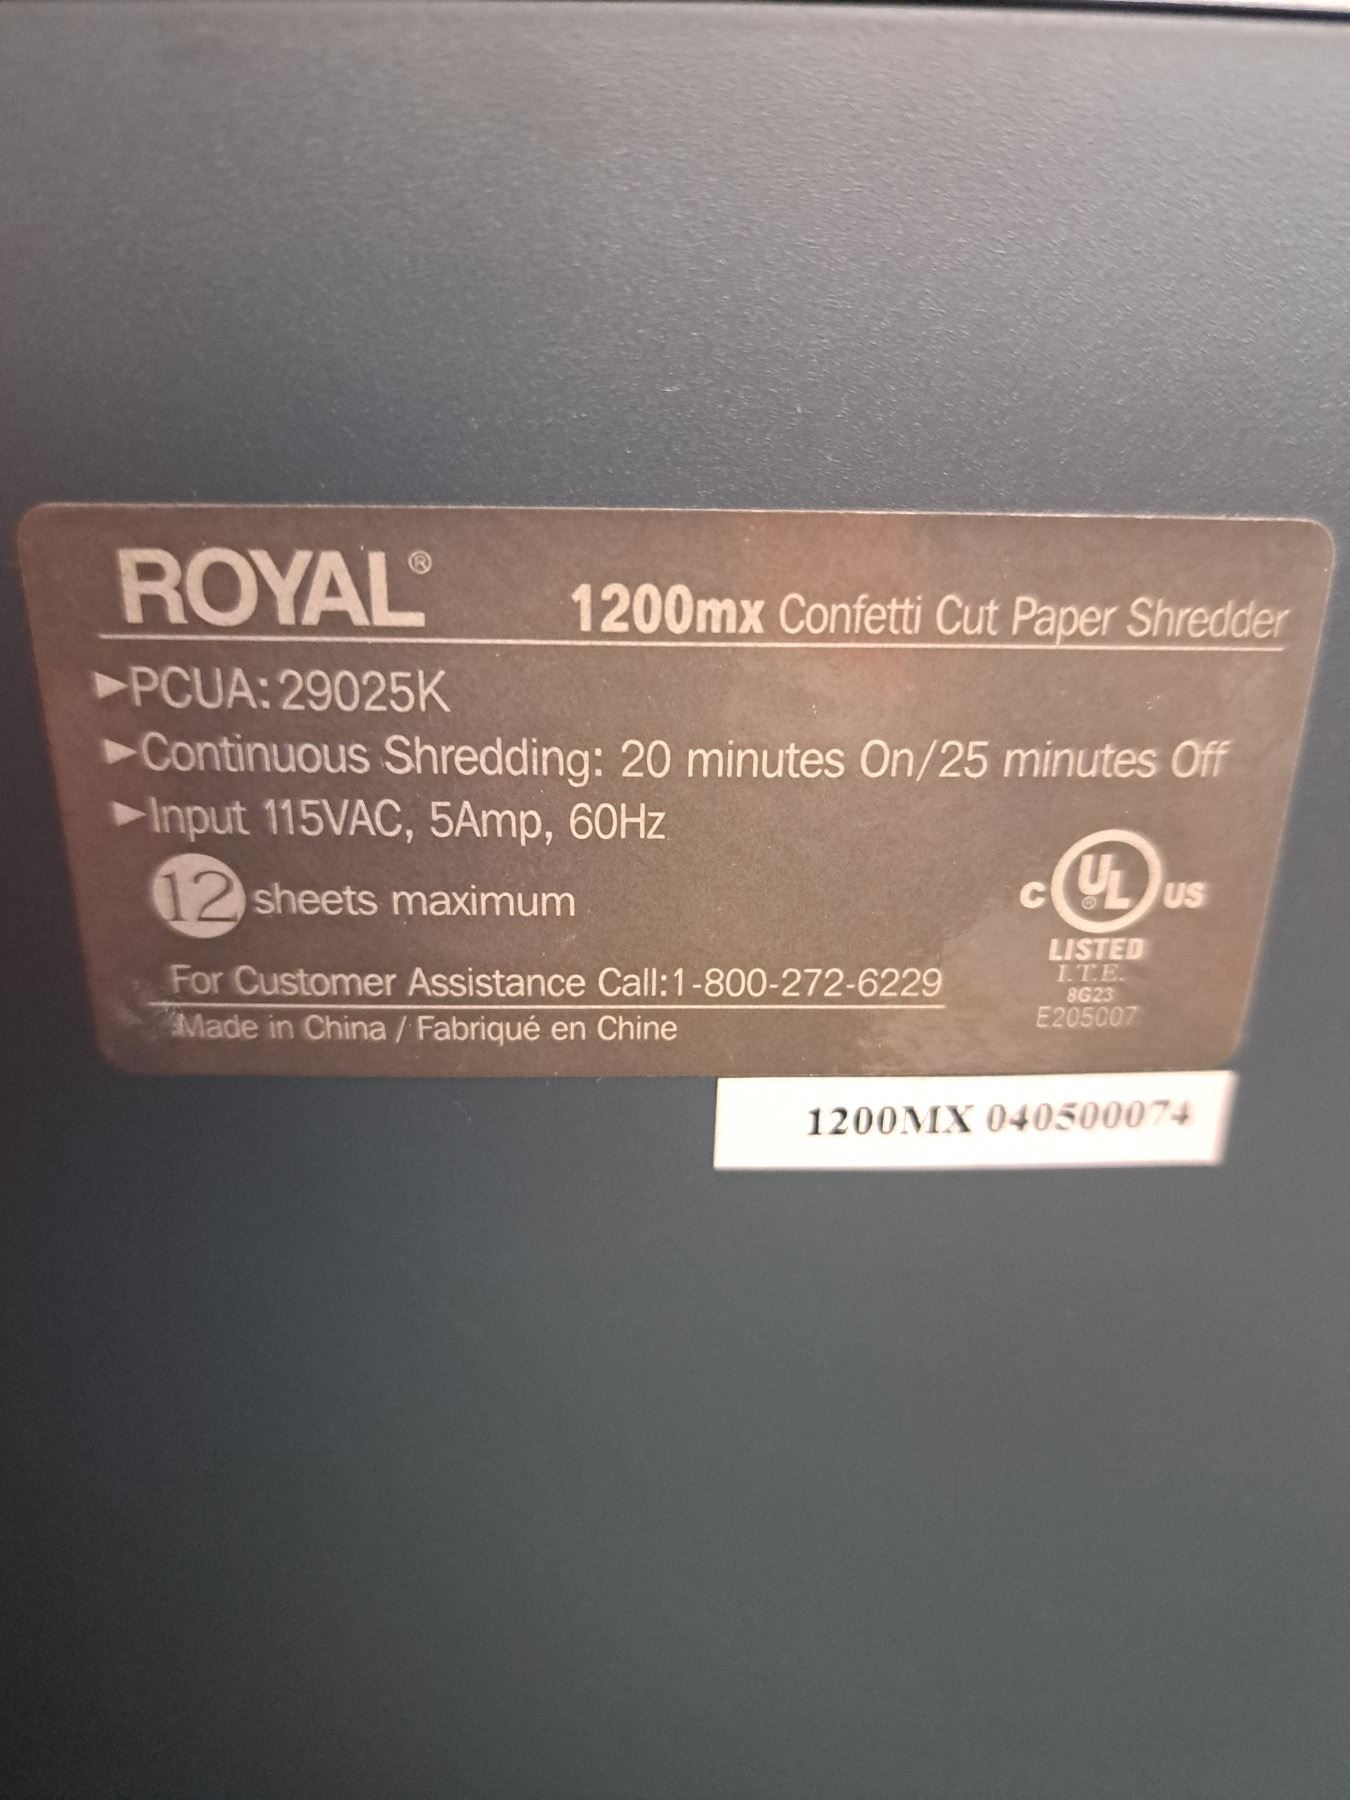 ROYAL®
1200mx Confetti Cut Paper Shredder
►PCUA: 29025K
►Continuous Shredding: 20 minutes On/25 minutes Off
►Input 115VAC, 5Amp, 60Hz
12 sheets maximum
C UL® US
LISTED
I.T.E.
8G23
E205007
For Customer Assistance Call:1-800-272-6229
Made in China / Fabriqué en Chine
1200MX 040500074